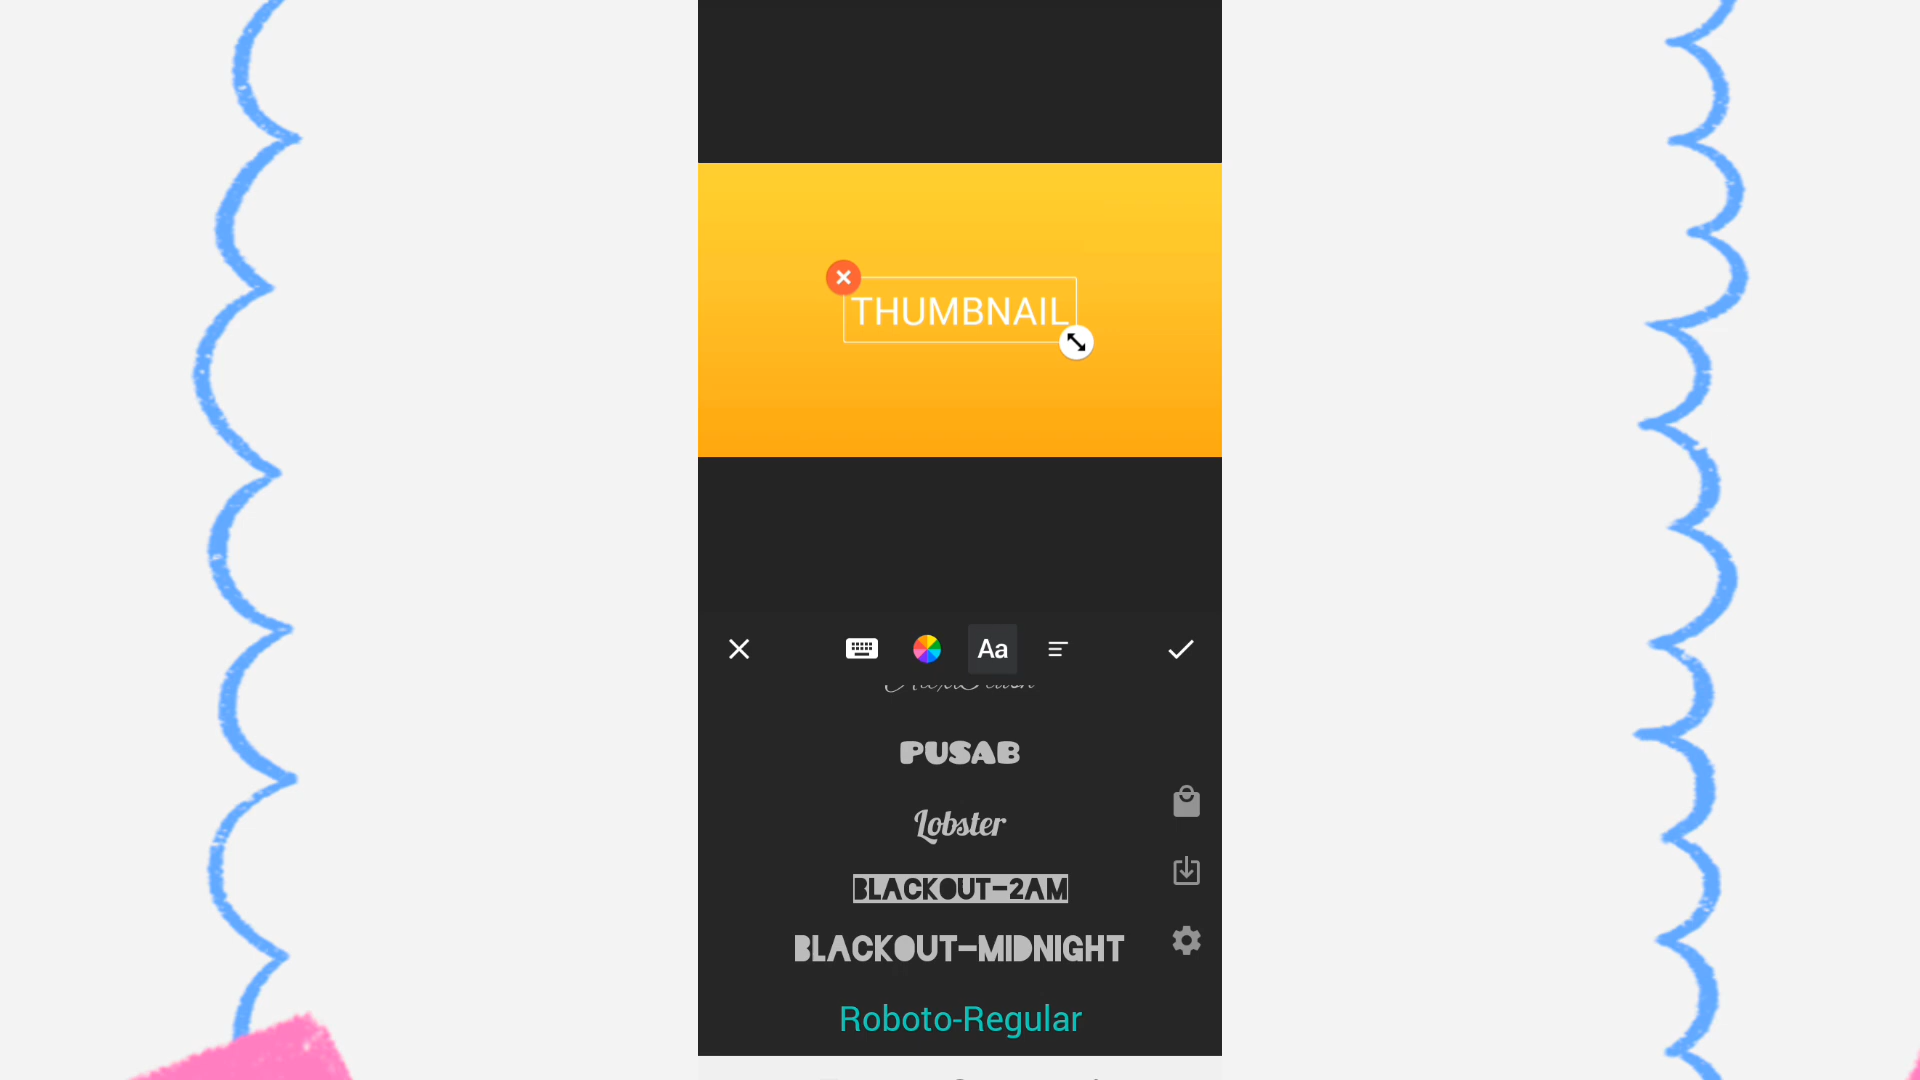 THUMBNAIL
Aa
PUSAB
Lobster
BLACKOUT-2AM
BLACKOUT-MIDNIGHT
Roboto-Regular